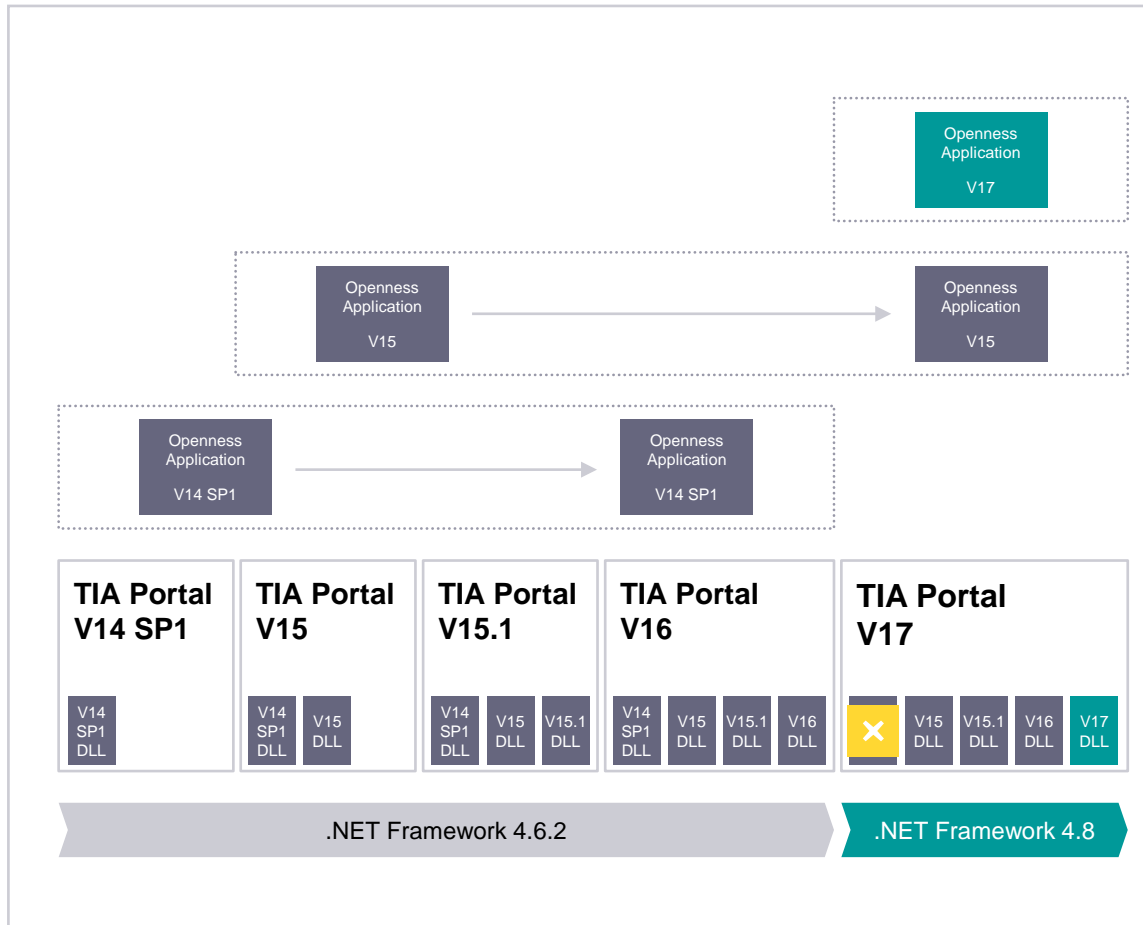 Openness
Application
V17
Openness
Application
V15
Openness
Application
V15
Openness
Application
V14 SP1
Openness
Application
V14 SP1
TIA Portal
V14 SP1
V14
SP1
DLL
TIA Portal
V15
V14
SP1
DLL
V15
DLL
TIA Portal
V15.1
V14
SP1
DLL
V15
DLL
V15.1
DLL
TIA Portal
V16
V14
SP1
DLL
V15
DLL
V15.1
DLL
V16
DLL
TIA Portal
V17
V15
DLL
V15.1
DLL
V16
DLL
V17
DLL
.NET Framework 4.6.2
.NET Framework 4.8